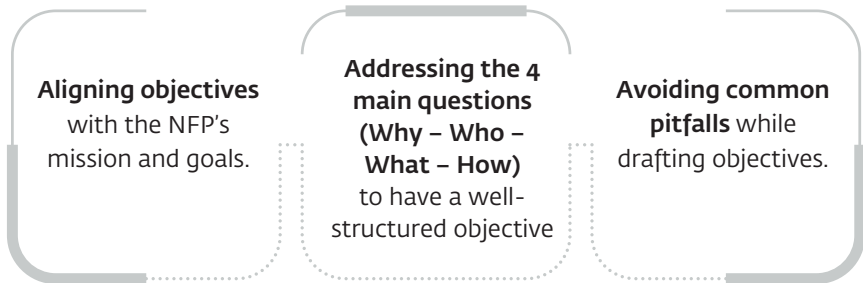 Aligning objectives
with the NFP's
mission and goals.
Addressing the 4
main questions
(Why – Who –
What – How)
to have a well-
structured objective
Avoiding common
pitfalls while
drafting objectives.